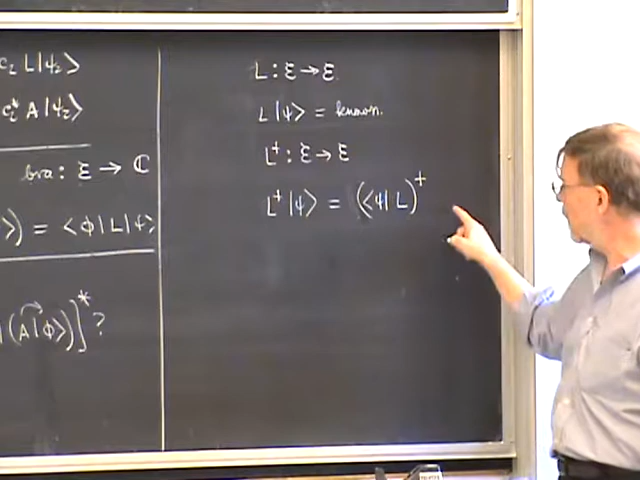 c₂ L|ψ₂⟩
c₂* A|ψ₂⟩
bra: ℰ → ℂ
⟩) = ⟨ϕ|L|ψ⟩
|(A|ϕ⟩)]* ?
L : ℰ → ℰ
L|ψ⟩ = known.
L⁺ : ℰ → ℰ
L⁺|ψ⟩ = (⟨ψ|L)⁺